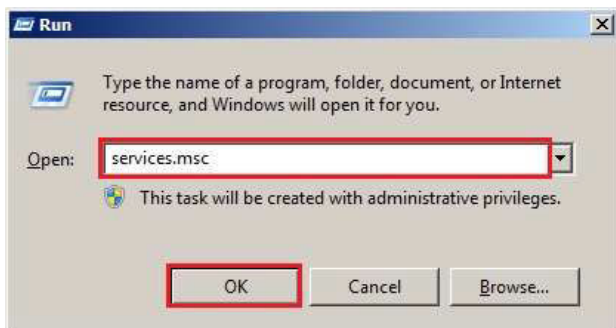 Run
Type the name of a program, folder, document, or Internet
resource, and Windows will open it for you.
Open:
services.msc
This task will be created with administrative privileges.
OK
Cancel
Browse...